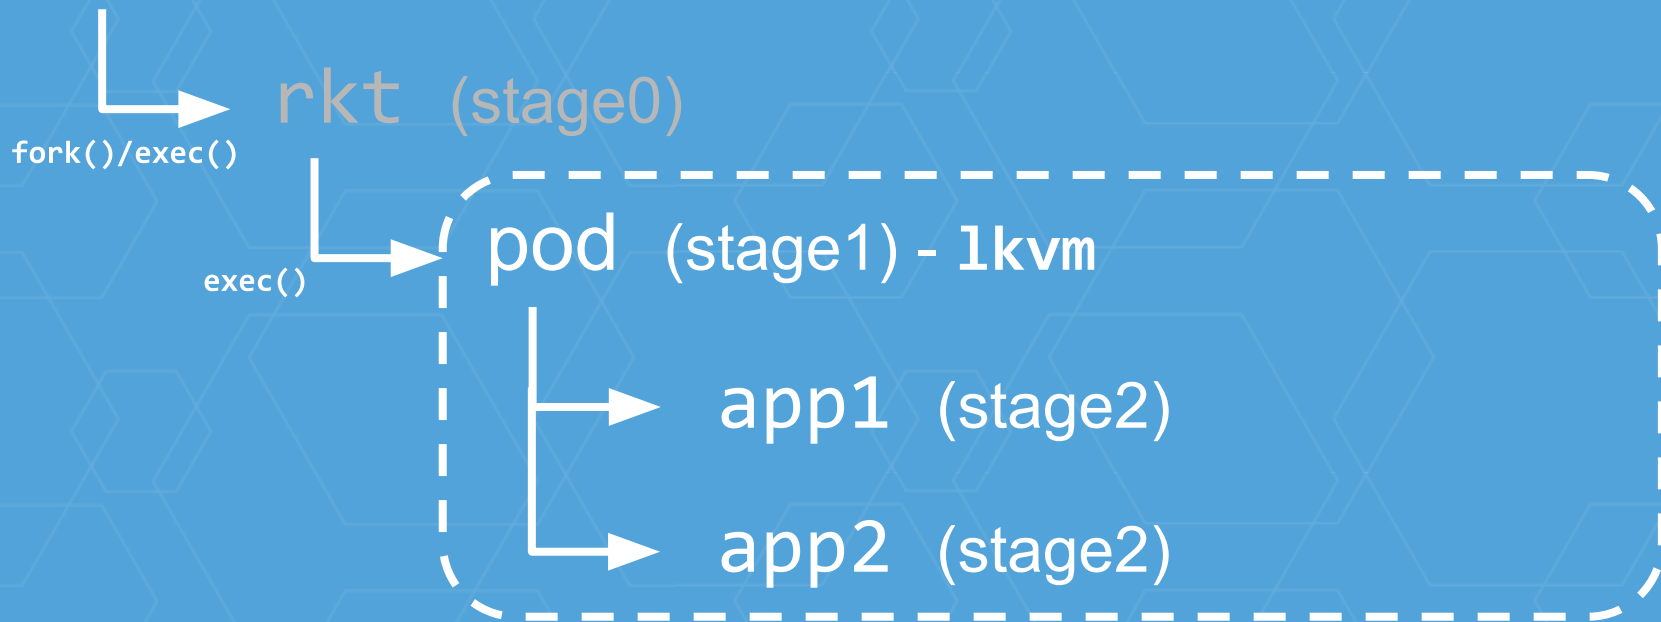 rkt (stage0)
fork()/exec()
pod (stage1) - lkvm
exec()
app1 (stage2)
app2 (stage2)